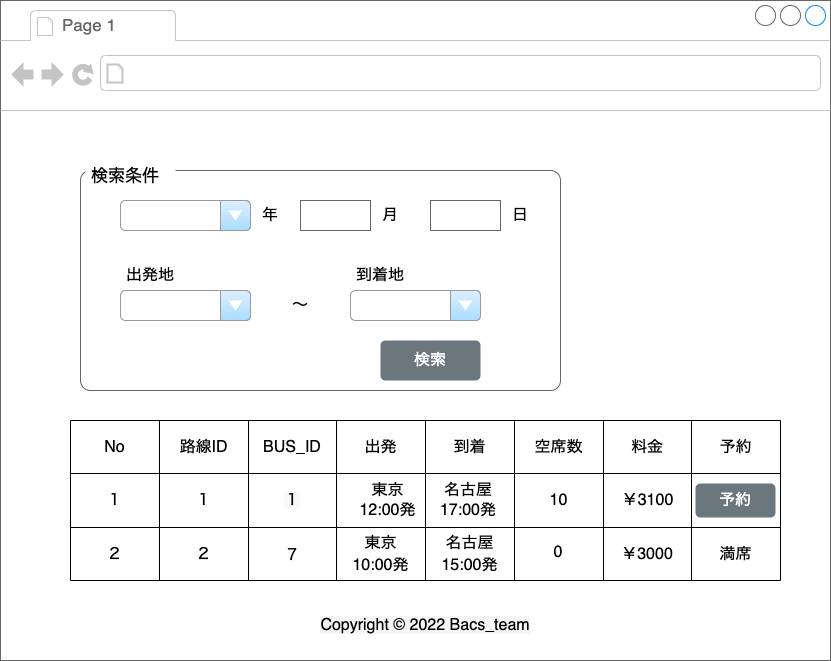 Page 1
検索条件
年 月 日
出発地 到着地
～
検索
No 路線ID BUS_ID 出発 到着 空席数 料金 予約
1 1 1 東京 12:00発 名古屋 17:00発 10 ￥3100 予約
2 2 7 東京 10:00発 名古屋 15:00発 0 ￥3000 満席
Copyright © 2022 Bacs_team